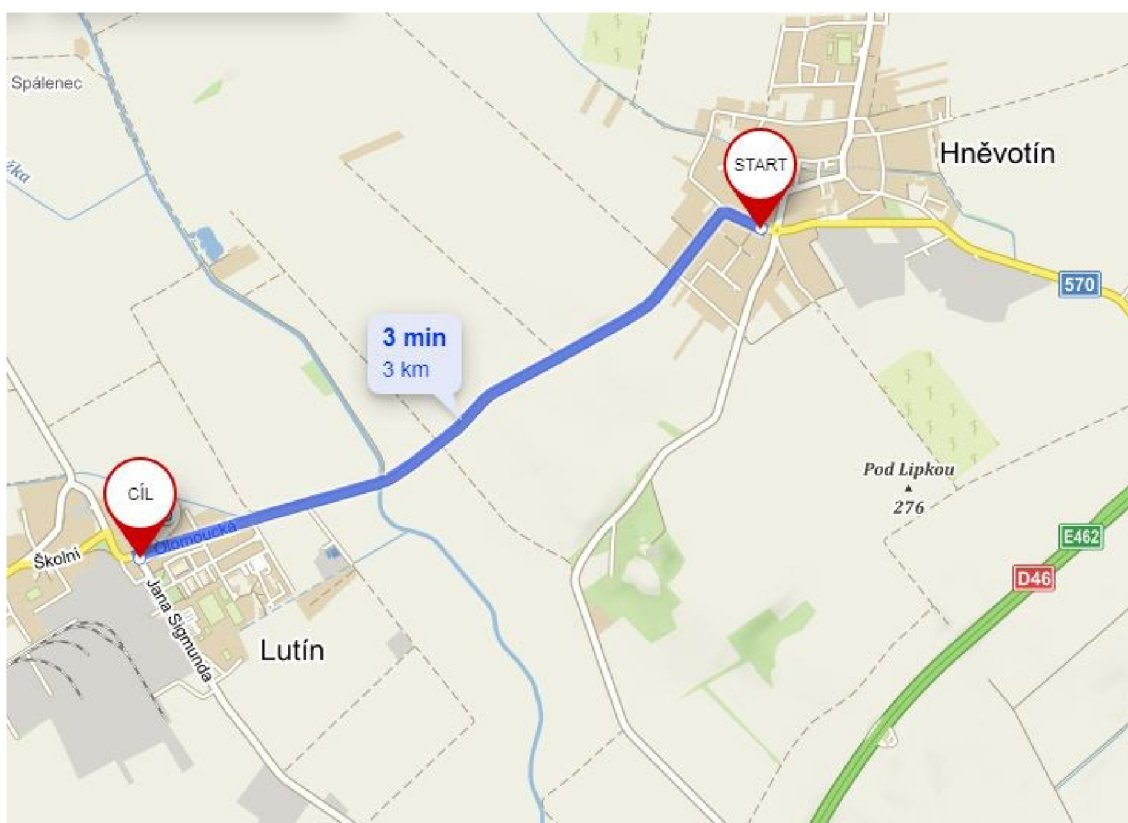 Spálenec
žka
START
Hněvotín
570
3 min
3 km
Pod Lipkou
276
CÍL
Olomoucká
Školní
E462
D46
Jana Sigmunda
Lutín